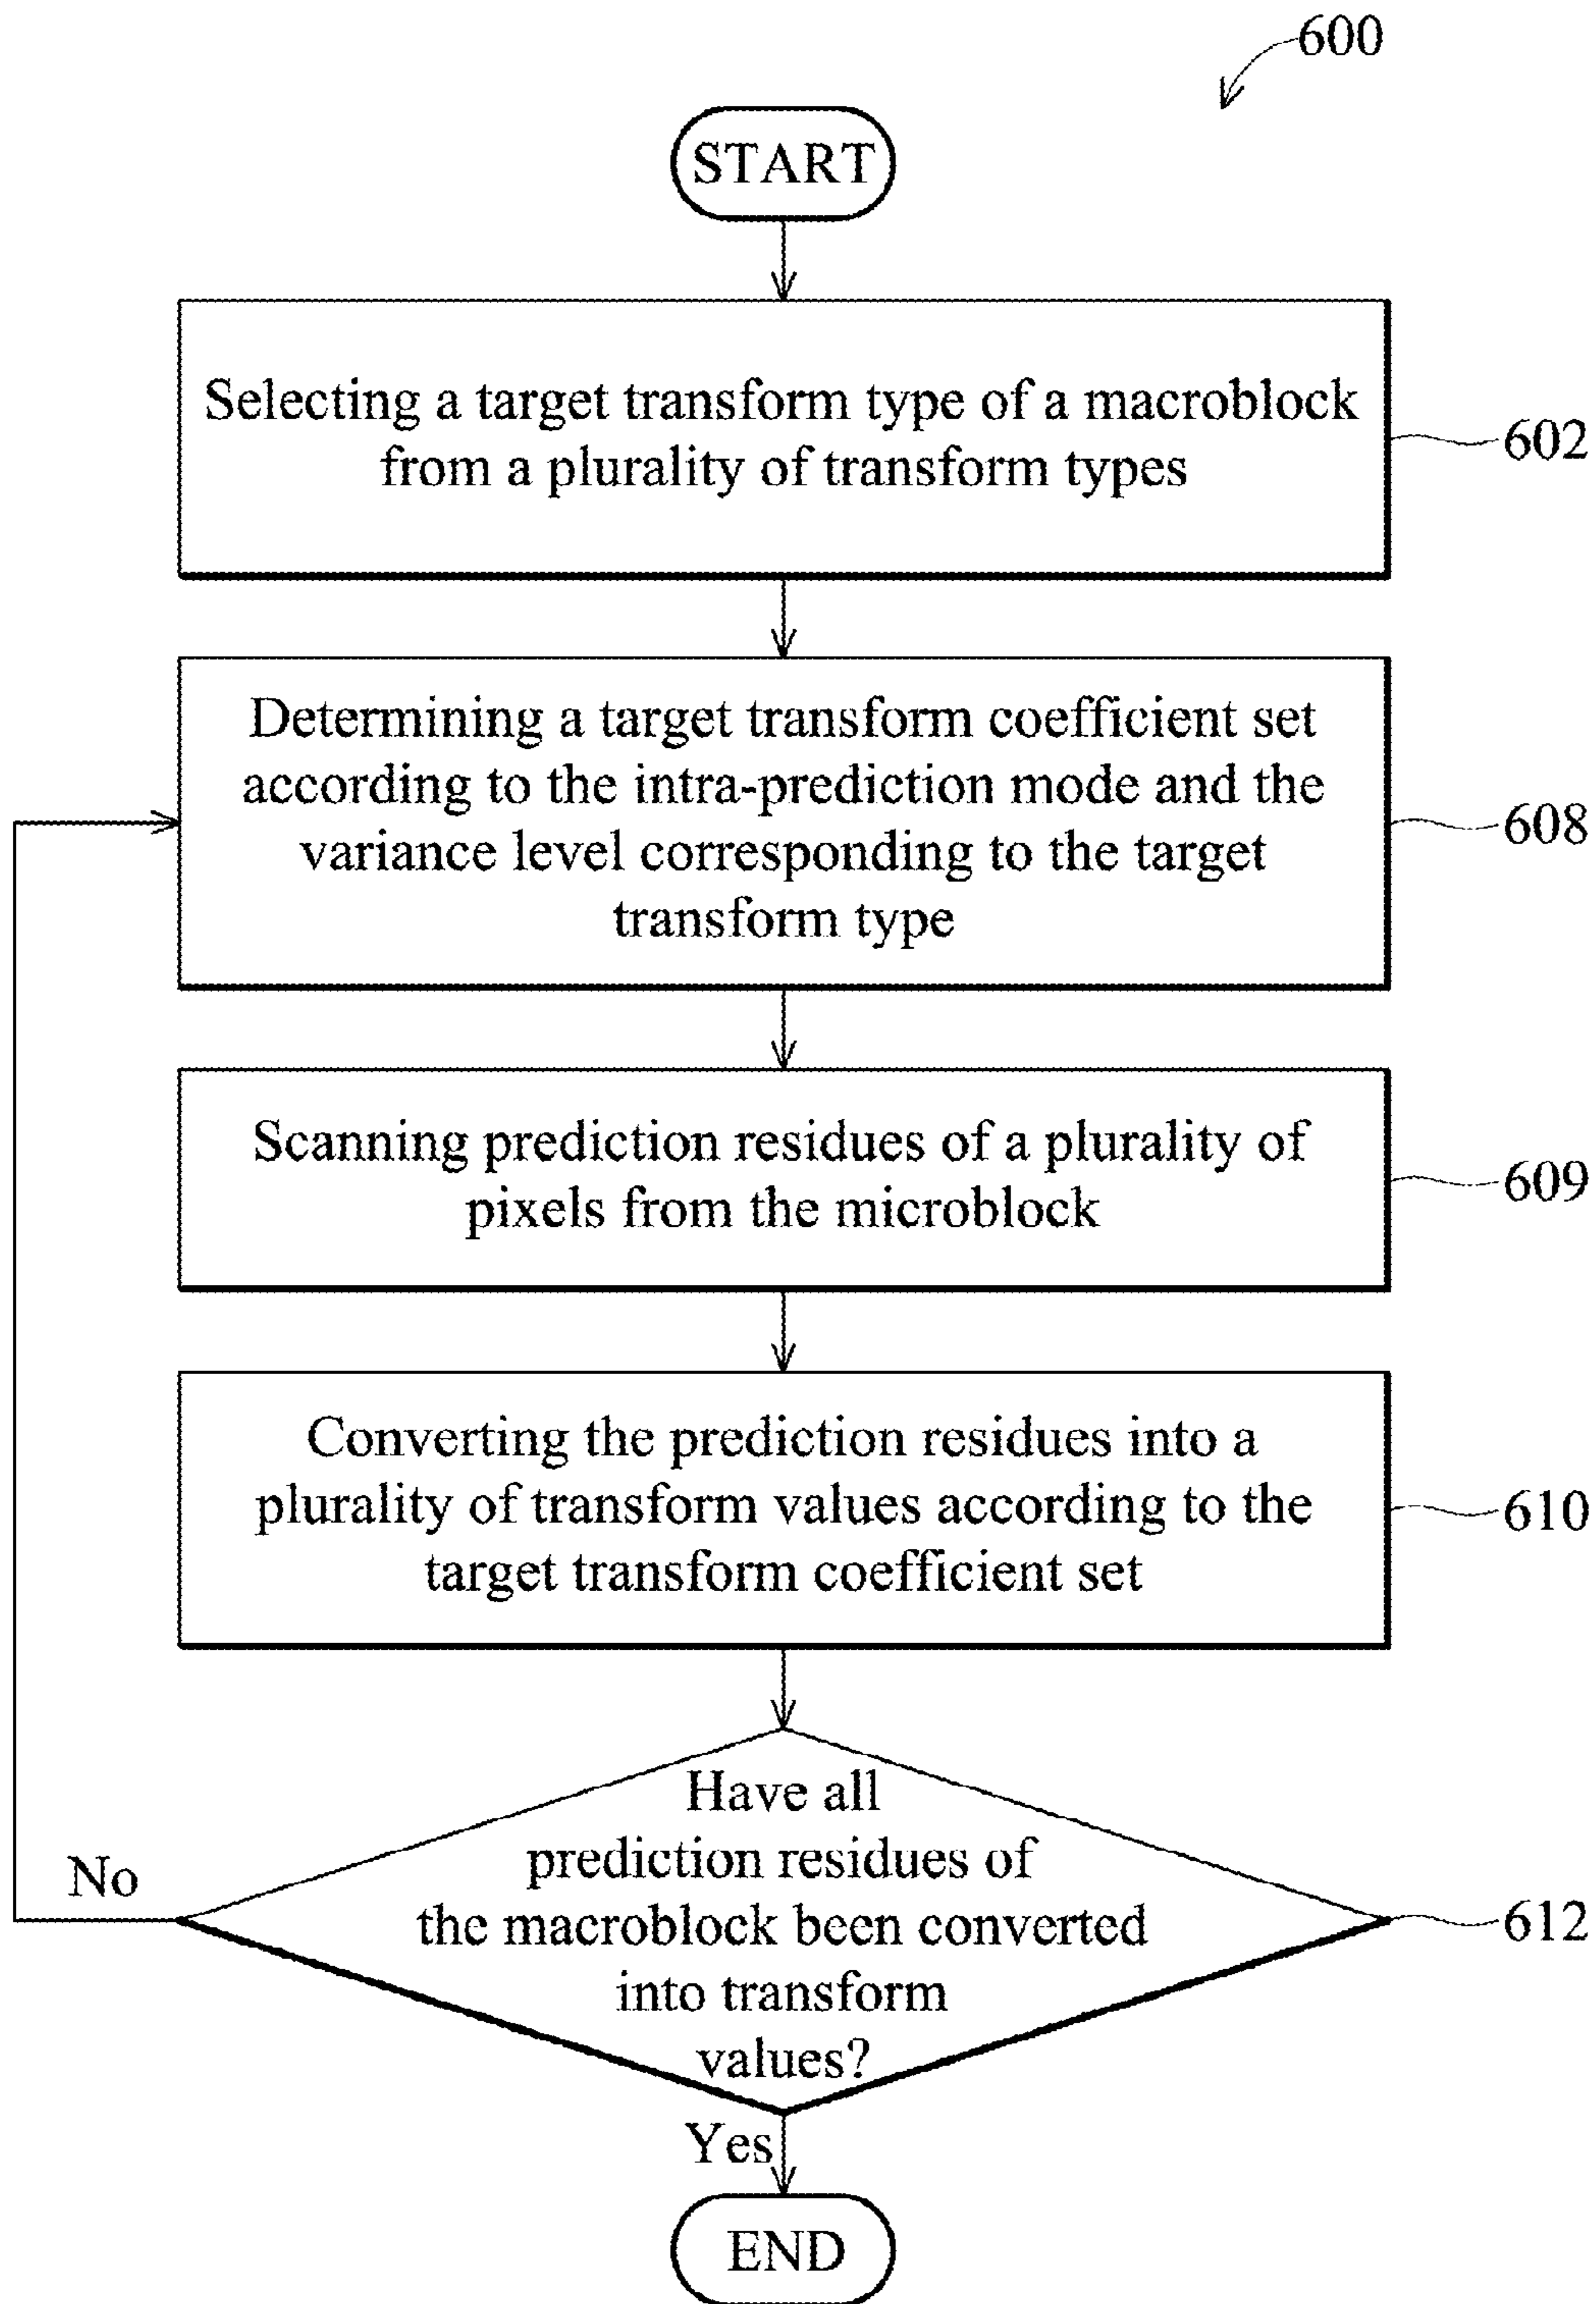 600
START
Selecting a target transform type of a macroblock
from a plurality of transform types
602
Determining a target transform coefficient set
according to the intra-prediction mode and the
variance level corresponding to the target
transform type
608
Scanning prediction residues of a plurality of
pixels from the microblock
609
Converting the prediction residues into a
plurality of transform values according to the
target transform coefficient set
610
Have all
prediction residues of
the macroblock been converted
into transform
values?
612
No
Yes
END